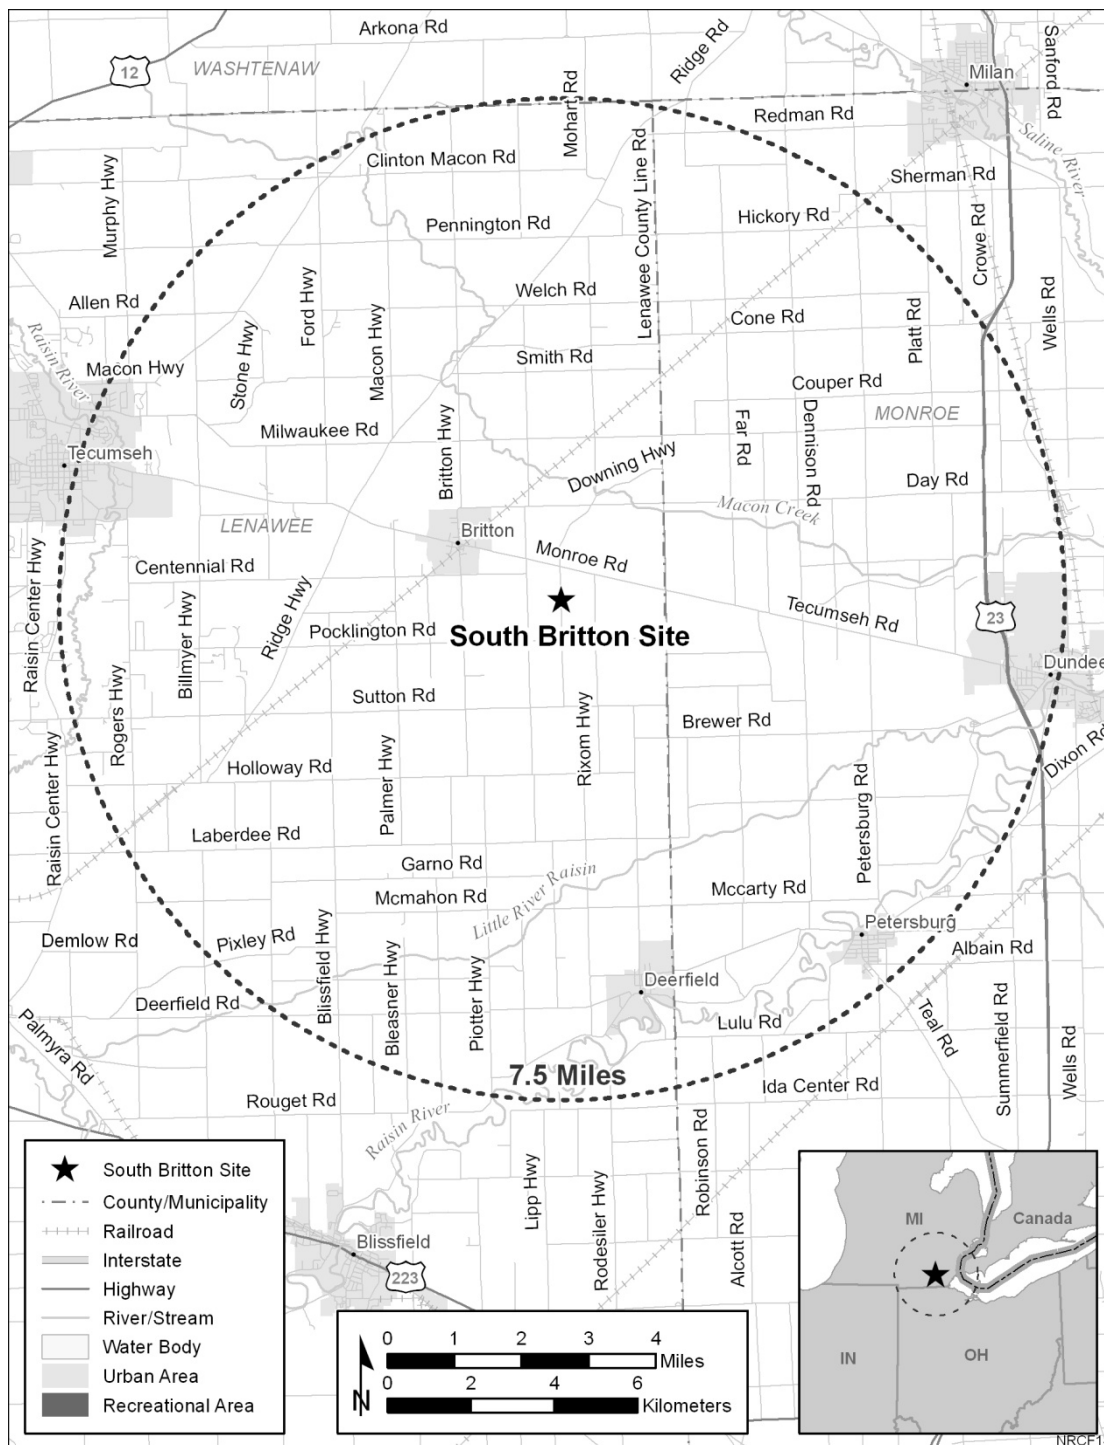 Arkona Rd
Ridge Rd
Sanford Rd
12
WASHTENAW
Milan
Mohart Rd
Redman Rd
Saline River
Clinton Macon Rd
Lenawee County Line Rd
Sherman Rd
Murphy Hwy
Pennington Rd
Hickory Rd
Crowe Rd
Allen Rd
Ford Hwy
Welch Rd
Cone Rd
Platt Rd
Wells Rd
Raisin River
Macon Hwy
Stone Hwy
Macon Hwy
Smith Rd
Couper Rd
MONROE
Milwaukee Rd
Britton Hwy
Far Rd
Dennison Rd
Tecumseh
Downing Hwy
Day Rd
Macon Creek
LENAWEE
Britton
Monroe Rd
Centennial Rd
Raisin Center Hwy
Billmyer Hwy
Ridge Hwy
Pocklington Rd
South Britton Site
Tecumseh Rd
23
Dundee
Rogers Hwy
Sutton Rd
Rixom Hwy
Brewer Rd
Dixon Rd
Raisin Center Hwy
Holloway Rd
Palmer Hwy
Petersburg Rd
Laberdee Rd
Garno Rd
Little River Raisin
Mcmahon Rd
Mccarty Rd
Demlow Rd
Pixley Rd
Blissfield Hwy
Bleasner Hwy
Piotter Hwy
Petersburg
Albain Rd
Deerfield
Deerfield Rd
Lulu Rd
Teal Rd
Summerfield Rd
Wells Rd
Palmyra Rd
7.5 Miles
Ida Center Rd
Rouget Rd
Raisin River
Lipp Hwy
Rodesiler Hwy
Robinson Rd
Alcott Rd
Blissfield
223
South Britton Site
County/Municipality
Railroad
Interstate
Highway
River/Stream
Water Body
Urban Area
Recreational Area
0 1 2 3 4
Miles
0 2 4 6
Kilometers
N
MI
Canada
IN
OH
NRCF1